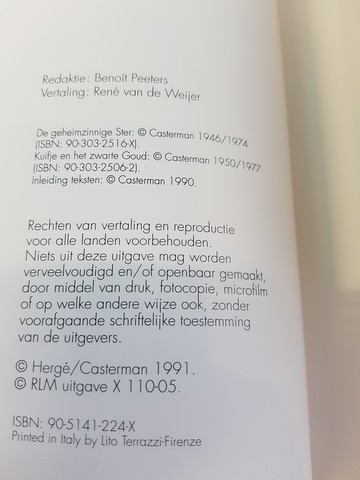 Redaktie: Benoît Peeters
Vertaling: René van de Weijer
De geheimzinnige Ster: © Casterman 1946/1974
(ISBN: 90-303-2516-X).
Kuifje en het zwarte Goud: © Casterman 1950/1977
(ISBN: 90-303-2506-2).
Inleiding teksten: © Casterman 1990.
Rechten van vertaling en reproductie
voor alle landen voorbehouden.
Niets uit deze uitgave mag worden
verveelvoudigd en/of openbaar gemaakt,
door middel van druk, fotocopie, microfilm
of op welke andere wijze ook, zonder
voorafgaande schriftelijke toestemming
van de uitgevers.
© Hergé/Casterman 1991.
© RLM uitgave X 110-05.
ISBN: 90-5141-224-X
Printed in Italy by Lito Terrazzi-Firenze